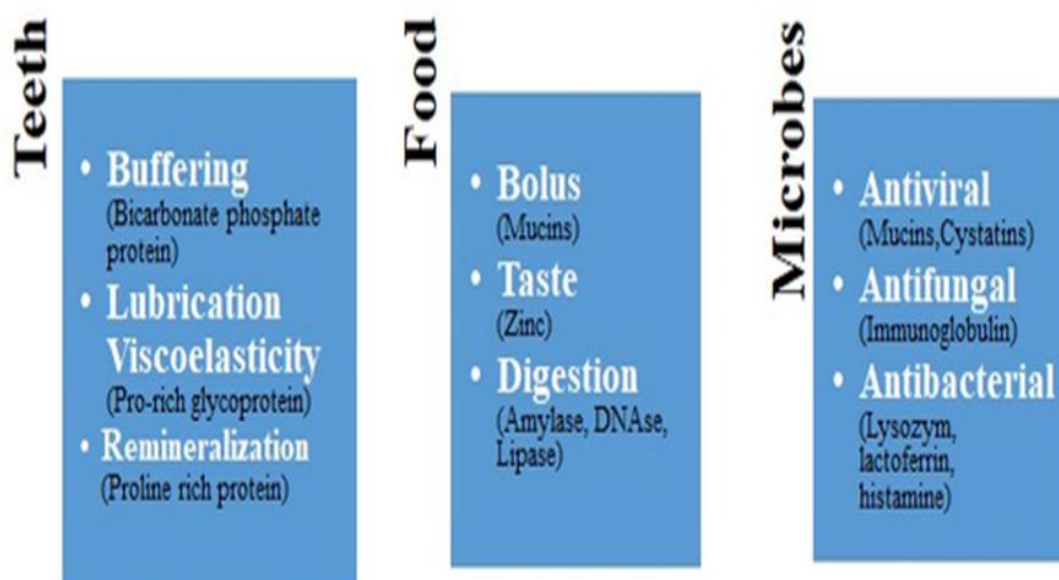 Teeth
• Buffering
(Bicarbonate phosphate
protein)
• Lubrication
Viscoelasticity
(Pro-rich glycoprotein)
• Remineralization
(Proline rich protein)
Food
• Bolus
(Mucins)
• Taste
(Zinc)
• Digestion
(Amylase, DNAse,
Lipase)
Microbes
• Antiviral
(Mucins,Cystatins)
• Antifungal
(Immunoglobulin)
• Antibacterial
(Lysozym,
lactoferrin,
histamine)